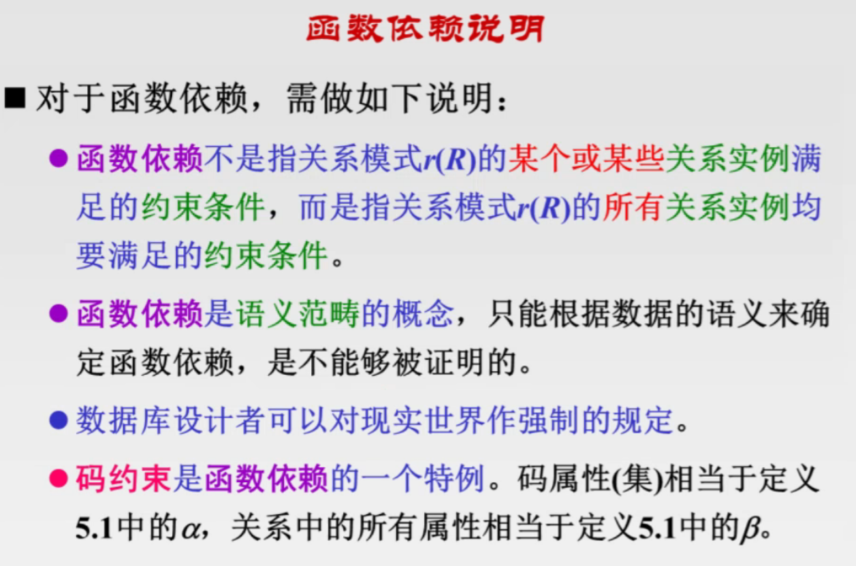 函数依赖说明
■ 对于函数依赖，需做如下说明：
● 函数依赖不是指关系模式r(R)的某个或某些关系实例满
足的约束条件，而是指关系模式r(R)的所有关系实例均
要满足的约束条件。
● 函数依赖是语义范畴的概念，只能根据数据的语义来确
定函数依赖，是不能够被证明的。
● 数据库设计者可以对现实世界作强制的规定。
● 码约束是函数依赖的一个特例。码属性(集)相当于定义
5.1中的α，关系中的所有属性相当于定义5.1中的β。